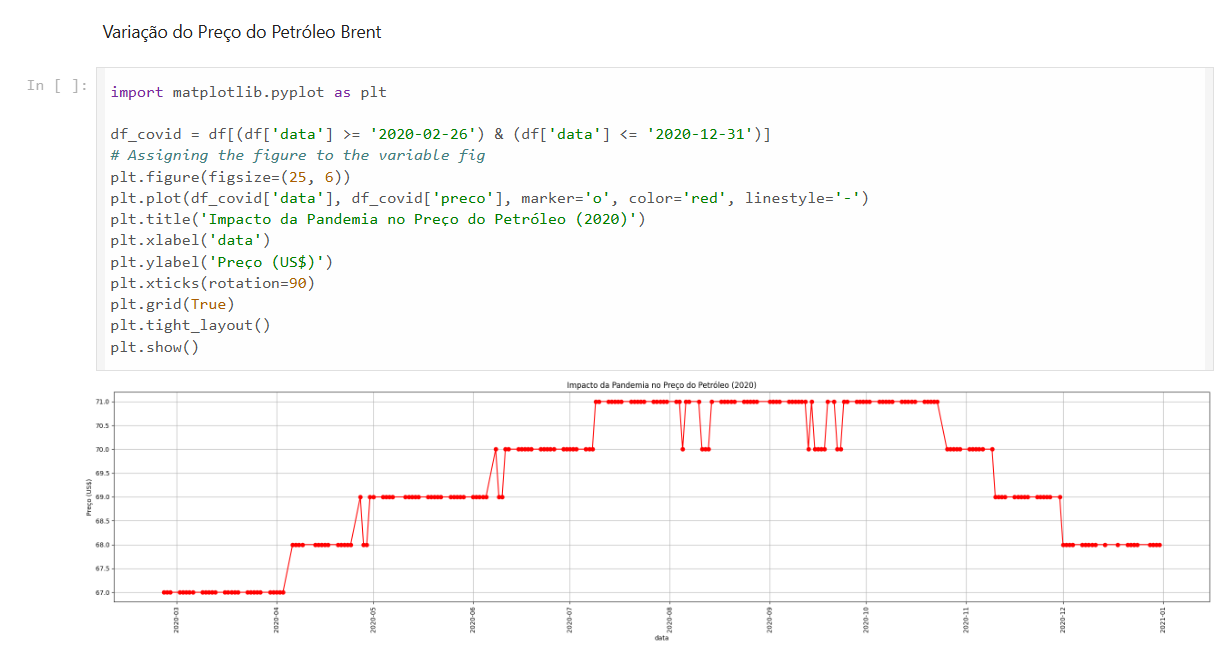 Variação do Preço do Petróleo Brent
In [ ]:
import matplotlib.pyplot as plt
df_covid = df[(df['data'] >= '2020-02-26') & (df['data'] <= '2020-12-31')]
# Assigning the figure to the variable fig
plt.figure(figsize=(25, 6))
plt.plot(df_covid['data'], df_covid['preco'], marker='o', color='red', linestyle='-')
plt.title('Impacto da Pandemia no Preço do Petróleo (2020)')
plt.xlabel('data')
plt.ylabel('Preço (US$)')
plt.xticks(rotation=90)
plt.grid(True)
plt.tight_layout()
plt.show()
Impacto da Pandemia no Preço do Petróleo (2020)
71.0
70.5
70.0
69.5
69.0
68.5
68.0
67.5
67.0
Preço (US$)
2020-03
2020-04
2020-05
2020-06
2020-07
2020-08
2020-09
2020-10
2020-11
2020-12
2021-01
data